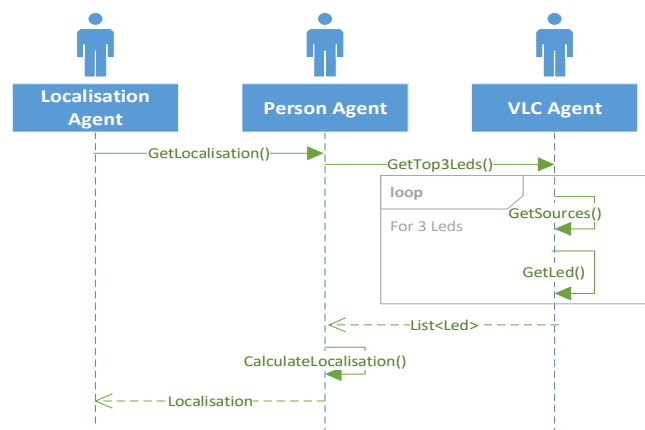 Localisation
Agent
Person Agent
VLC Agent
GetLocalisation()
GetTop3Leds()
loop
GetSources()
For 3 Leds
GetLed()
List<Led>
CalculateLocalisation()
Localisation